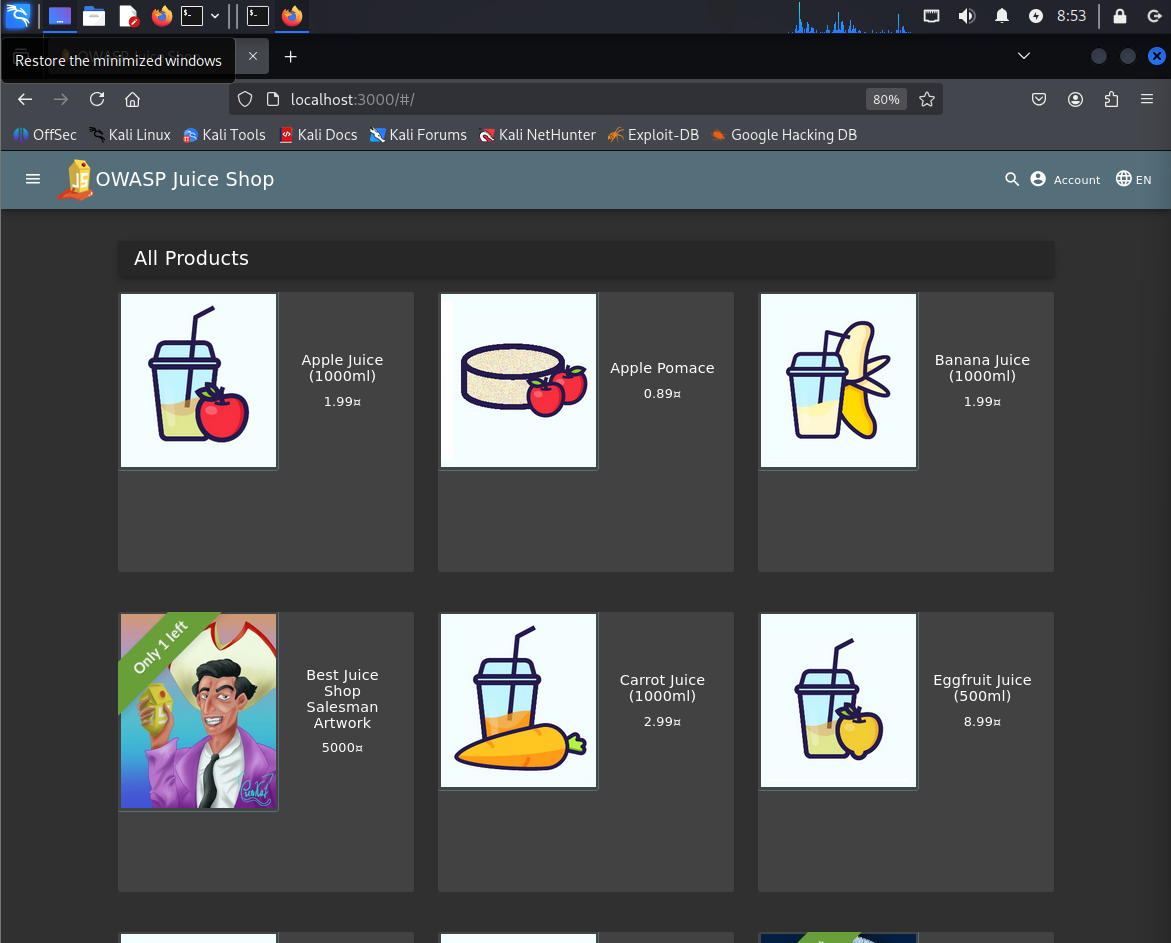 8:53
Restore the minimized windows
localhost:3000/#/
80%
OffSec
Kali Linux
Kali Tools
Kali Docs
Kali Forums
Kali NetHunter
Exploit-DB
Google Hacking DB
JS
OWASP Juice Shop
Account
EN
All Products
Apple Juice
(1000ml)
1.99¤
Apple Pomace
0.89¤
Banana Juice
(1000ml)
1.99¤
Only 1 left
Best Juice
Shop
Salesman
Artwork
5000¤
Carrot Juice
(1000ml)
2.99¤
Eggfruit Juice
(500ml)
8.99¤